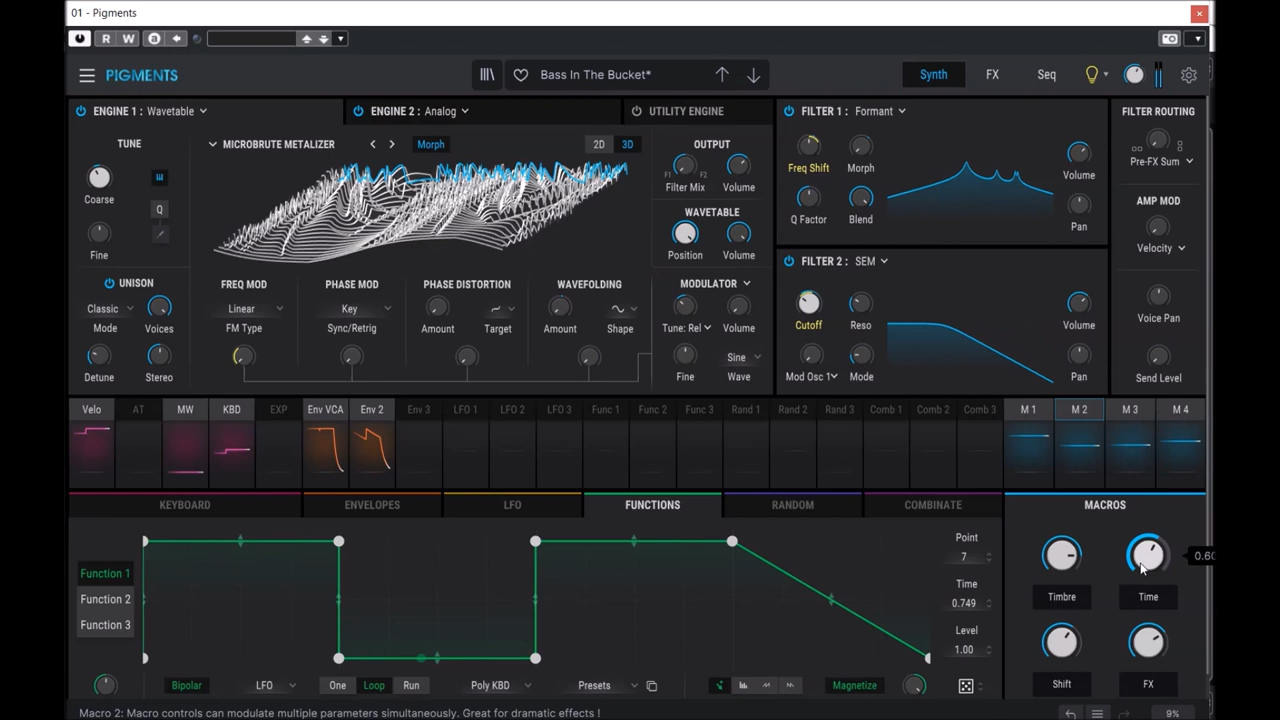 01 - Pigments
R W a
PIGMENTS
Bass In The Bucket*
Synth FX Seq
ENGINE 1: Wavetable
ENGINE 2: Analog
UTILITY ENGINE
FILTER 1: Formant
FILTER ROUTING
TUNE
Coarse
Fine
Q
MICROBRUTE METALIZER
Morph
2D 3D
OUTPUT
F1 F2
Filter Mix Volume
WAVETABLE
Position Volume
Freq Shift Morph
Q Factor Blend
Volume
Pan
Pre-FX Sum
AMP MOD
Velocity
UNISON
Classic
Mode Voices
Detune Stereo
FREQ MOD
Linear
FM Type
PHASE MOD
Key
Sync/Retrig
PHASE DISTORTION
Amount Target
WAVEFOLDING
Amount Shape
MODULATOR
Tune: Rel Volume
Sine
Fine Wave
FILTER 2: SEM
Cutoff Reso
Mod Osc 1 Mode
Volume
Pan
Voice Pan
Send Level
Velo AT MW KBD EXP Env VCA Env 2 Env 3 LFO 1 LFO 2 LFO 3 Func 1 Func 2 Func 3 Rand 1 Rand 2 Rand 3 Comb 1 Comb 2 Comb 3 M 1 M 2 M 3 M 4
KEYBOARD ENVELOPES LFO FUNCTIONS RANDOM COMBINATE MACROS
Function 1
Function 2
Function 3
Point
7
Time
0.749
Level
1.00
0.60
Timbre Time
Shift FX
Bipolar LFO One Loop Run Poly KBD Presets Magnetize
Macro 2: Macro controls can modulate multiple parameters simultaneously. Great for dramatic effects !
9%